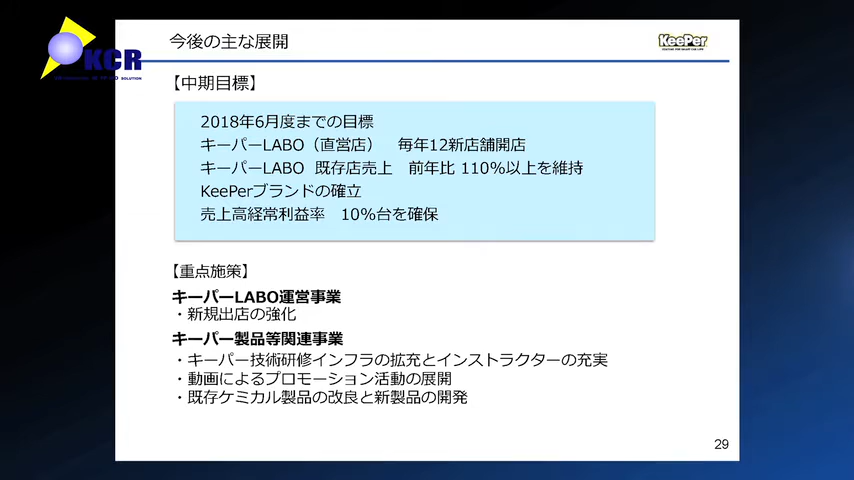 今後の主な展開
KeePer
KCR
SOLUTION
【中期目標】
2018年6月度までの目標
キーパーLABO（直営店）　毎年12新店舗開店
キーパーLABO 既存店売上　前年比 110%以上を維持
KeePerブランドの確立
売上高経常利益率　10%台を確保
【重点施策】
キーパーLABO運営事業
・新規出店の強化
キーパー製品等関連事業
・キーパー技術研修インフラの拡充とインストラクターの充実
・動画によるプロモーション活動の展開
・既存ケミカル製品の改良と新製品の開発
29